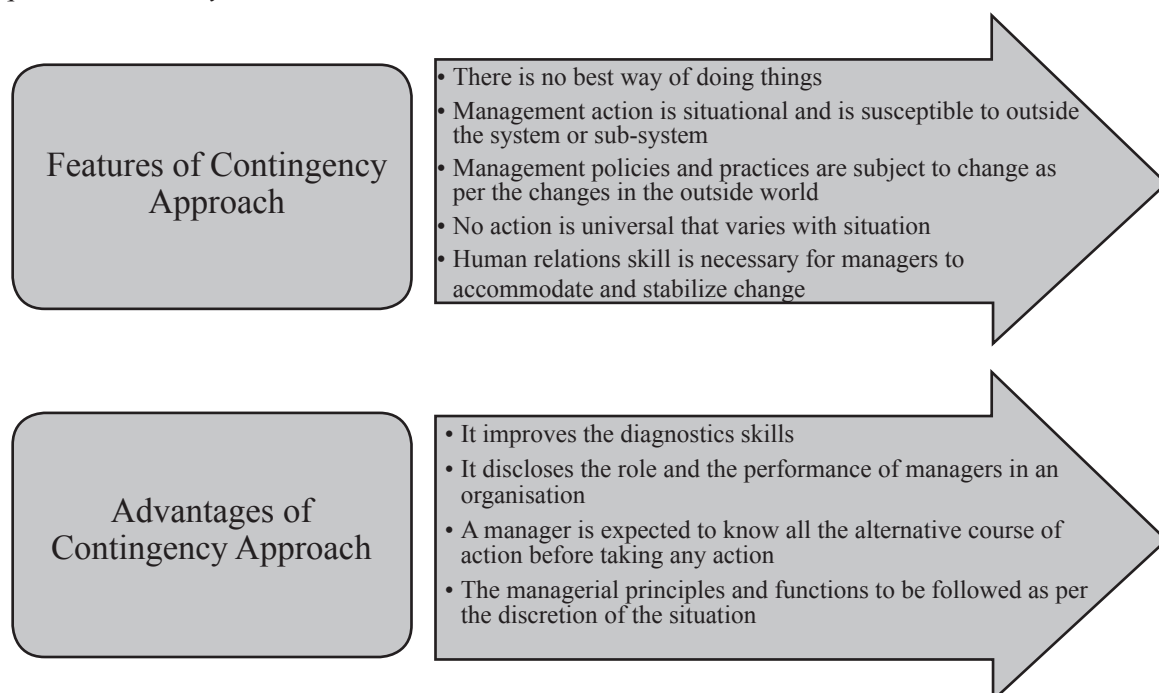 Features of Contingency
Approach
• There is no best way of doing things
• Management action is situational and is susceptible to outside
the system or sub-system
• Management policies and practices are subject to change as
per the changes in the outside world
• No action is universal that varies with situation
• Human relations skill is necessary for managers to
accommodate and stabilize change
Advantages of
Contingency Approach
• It improves the diagnostics skills
• It discloses the role and the performance of managers in an
organisation
• A manager is expected to know all the alternative course of
action before taking any action
• The managerial principles and functions to be followed as per
the discretion of the situation